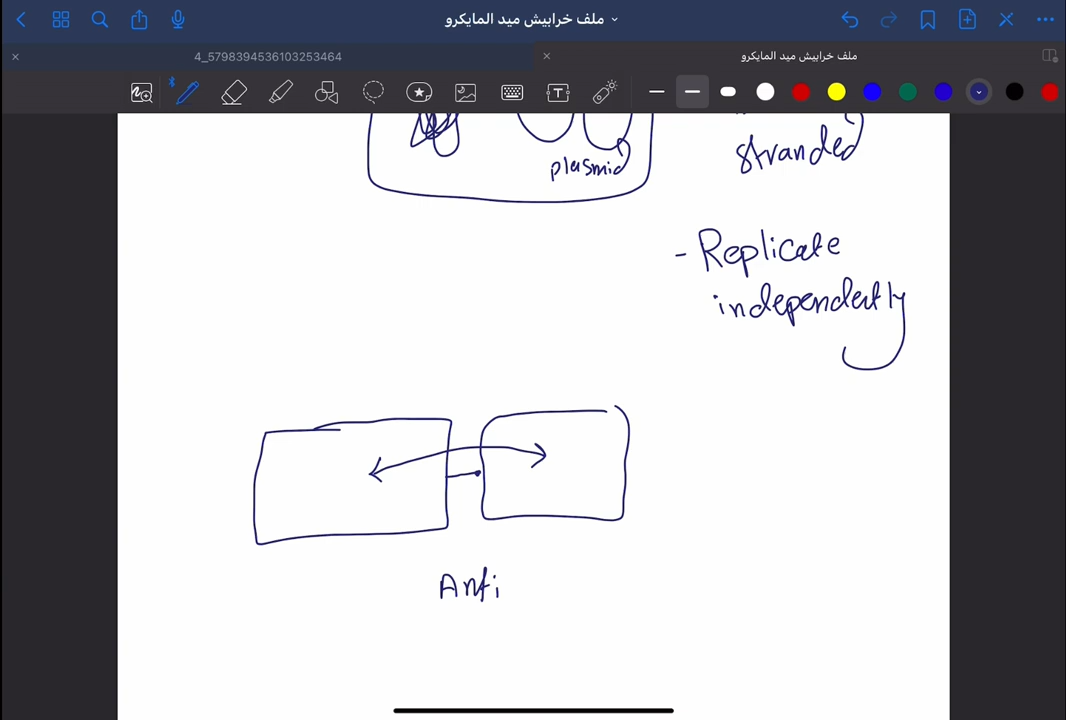 ملف خرابيش ميد المايكرو
4_5798394536103253464
ملف خرابيش ميد المايكرو
plasmid
stranded
- Replicate
independently
Anti